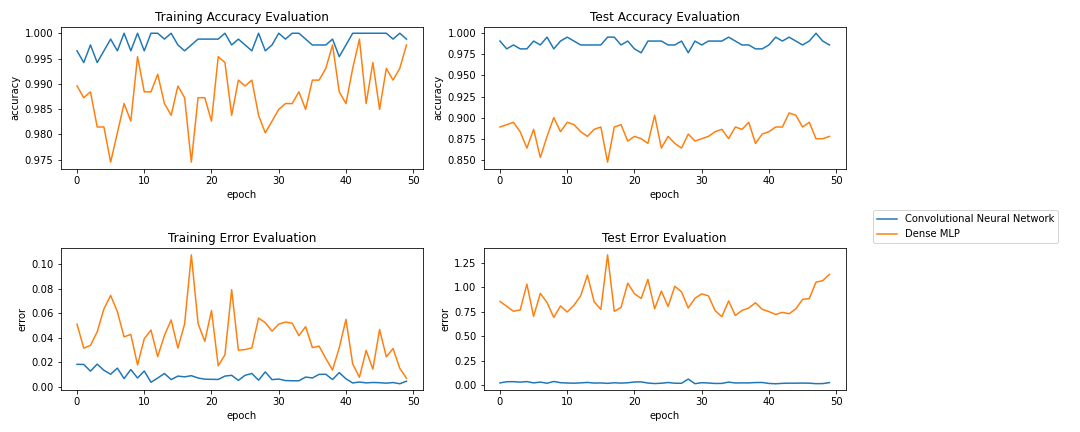 Training Accuracy Evaluation
1.000
0.995
0.990
0.985
0.980
0.975
accuracy
0 10 20 30 40 50
epoch
Test Accuracy Evaluation
1.000
0.975
0.950
0.925
0.900
0.875
0.850
accuracy
0 10 20 30 40 50
epoch
Convolutional Neural Network
Dense MLP
Training Error Evaluation
0.10
0.08
0.06
0.04
0.02
0.00
error
0 10 20 30 40 50
epoch
Test Error Evaluation
1.25
1.00
0.75
0.50
0.25
0.00
error
0 10 20 30 40 50
epoch